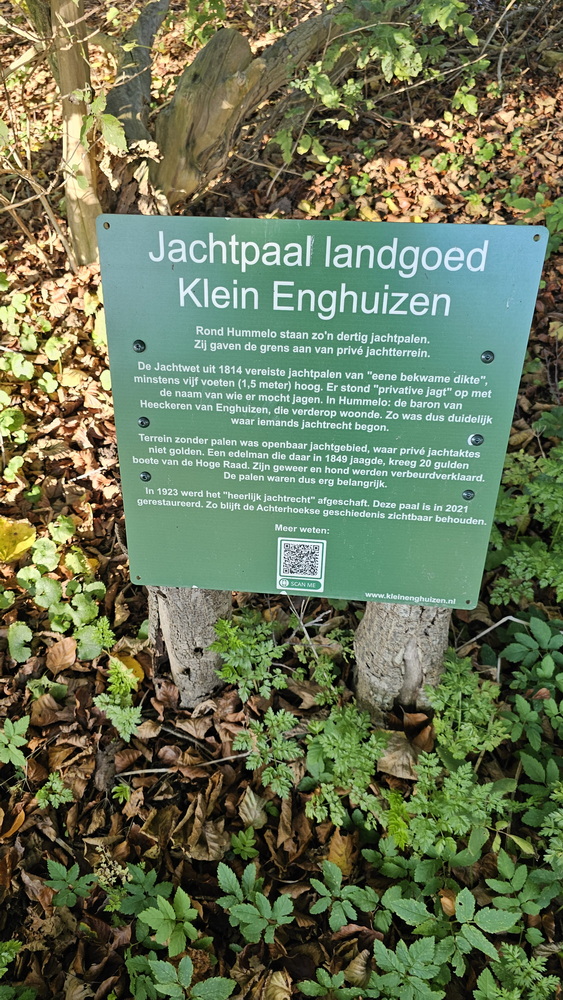 Jachtpaal landgoed
Klein Enghuizen
Rond Hummelo staan zo'n dertig jachtpalen.
Zij gaven de grens aan van privé jachtterrein.
De Jachtwet uit 1814 vereiste jachtpalen van "eene bekwame dikte",
minstens vijf voeten (1,5 meter) hoog. Er stond "privative jagt" op met
de naam van wie er mocht jagen. In Hummelo: de baron van
Heeckeren van Enghuizen, die verderop woonde. Zo was dus duidelijk
waar iemands jachtrecht begon.
Terrein zonder palen was openbaar jachtgebied, waar privé jachtaktes
niet golden. Een edelman die daar in 1849 jaagde, kreeg 20 gulden
boete van de Hoge Raad. Zijn geweer en hond werden verbeurdverklaard.
De palen waren dus erg belangrijk.
In 1923 werd het "heerlijk jachtrecht" afgeschaft. Deze paal is in 2021
gerestaureerd. Zo blijft de Achterhoekse geschiedenis zichtbaar behouden.
Meer weten:
SCAN ME
www.kleinenghuizen.nl